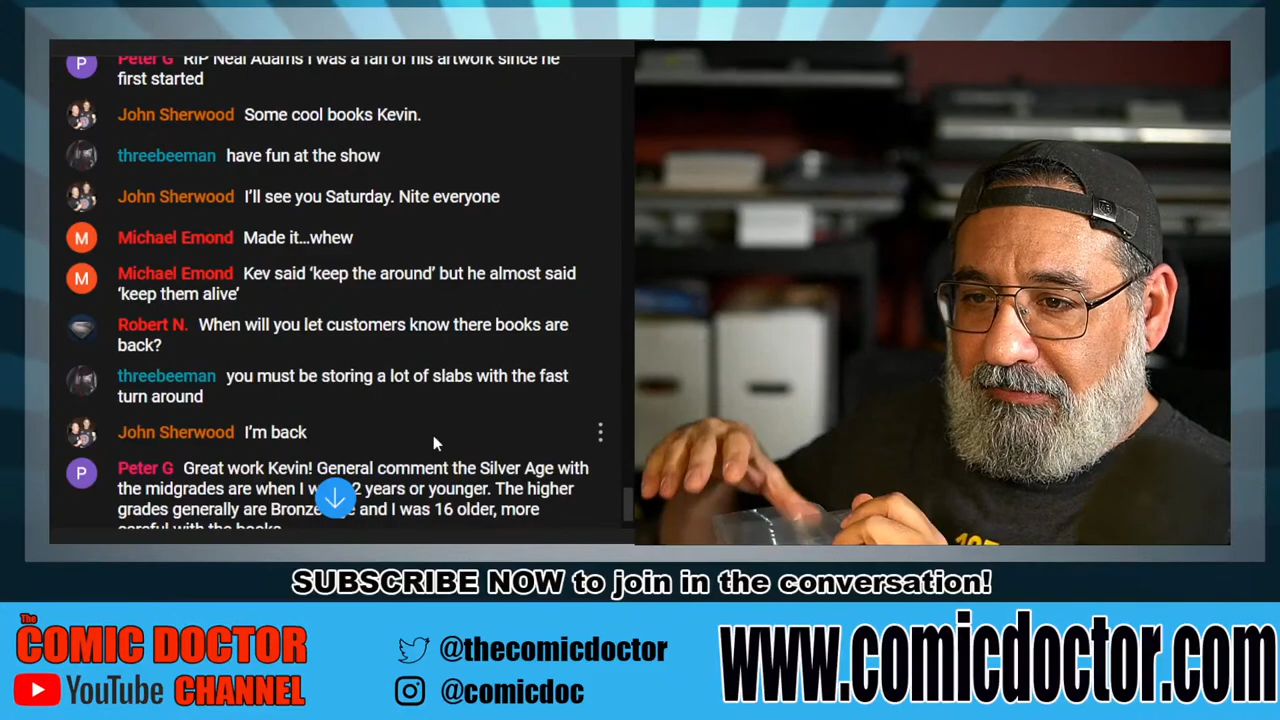 P
Peter G RIP Neal Adams I was a fan of his artwork since he
first started
John Sherwood Some cool books Kevin.
threebeeman have fun at the show
John Sherwood I'll see you Saturday. Nite everyone
M
Michael Emond Made it...whew
M
Michael Emond Kev said 'keep the around' but he almost said
'keep them alive'
Robert N. When will you let customers know there books are
back?
threebeeman you must be storing a lot of slabs with the fast
turn around
John Sherwood I'm back
P
Peter G Great work Kevin! General comment the Silver Age with
the midgrades are when I 2 years or younger. The higher
grades generally are Bronze and I was 16 older, more
careful with the books
SUBSCRIBE NOW to join in the conversation!
The
COMIC DOCTOR
YouTube CHANNEL
@thecomicdoctor
@comicdoc
www.comicdoctor.com